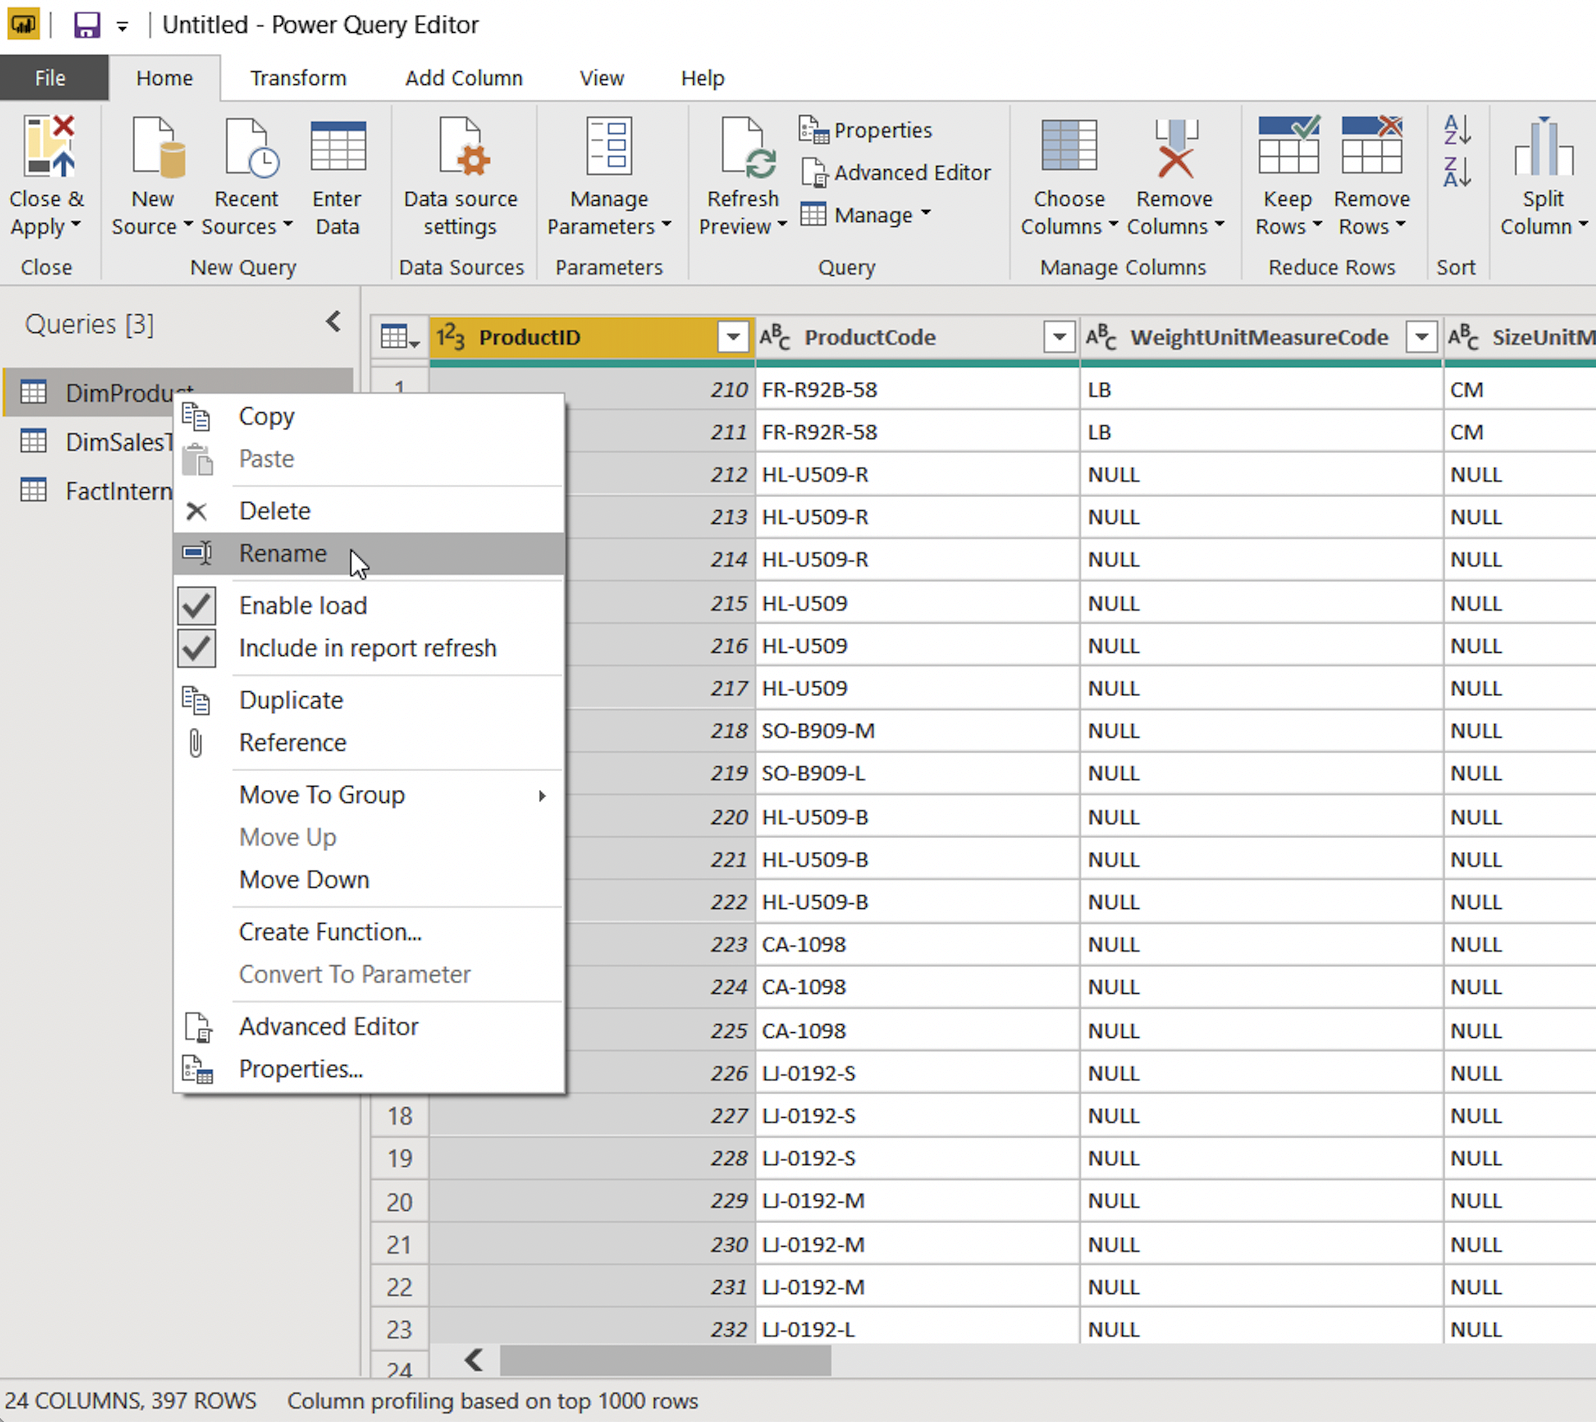 Untitled - Power Query Editor
File Home Transform Add Column View Help
Close & Apply
New Source
Recent Sources
Enter Data
Data source settings
Manage Parameters
Refresh Preview
Properties
Advanced Editor
Manage
Choose Columns
Remove Columns
Keep Rows
Remove Rows
A Z
Z A
Split Column
Close New Query Data Sources Parameters Query Manage Columns Reduce Rows Sort
Queries [3]
DimProduct
DimSalesT
FactIntern
Copy
Paste
Delete
Rename
Enable load
Include in report refresh
Duplicate
Reference
Move To Group
Move Up
Move Down
Create Function...
Convert To Parameter
Advanced Editor
Properties...
123 ProductID ABC ProductCode ABC WeightUnitMeasureCode ABC SizeUnitM
1 210 FR-R92B-58 LB CM
211 FR-R92R-58 LB CM
212 HL-U509-R NULL NULL
213 HL-U509-R NULL NULL
214 HL-U509-R NULL NULL
215 HL-U509 NULL NULL
216 HL-U509 NULL NULL
217 HL-U509 NULL NULL
218 SO-B909-M NULL NULL
219 SO-B909-L NULL NULL
220 HL-U509-B NULL NULL
221 HL-U509-B NULL NULL
222 HL-U509-B NULL NULL
223 CA-1098 NULL NULL
224 CA-1098 NULL NULL
225 CA-1098 NULL NULL
226 LJ-0192-S NULL NULL
18 227 LJ-0192-S NULL NULL
19 228 LJ-0192-S NULL NULL
20 229 LJ-0192-M NULL NULL
21 230 LJ-0192-M NULL NULL
22 231 LJ-0192-M NULL NULL
23 232 LJ-0192-L NULL NULL
24
24 COLUMNS, 397 ROWS Column profiling based on top 1000 rows